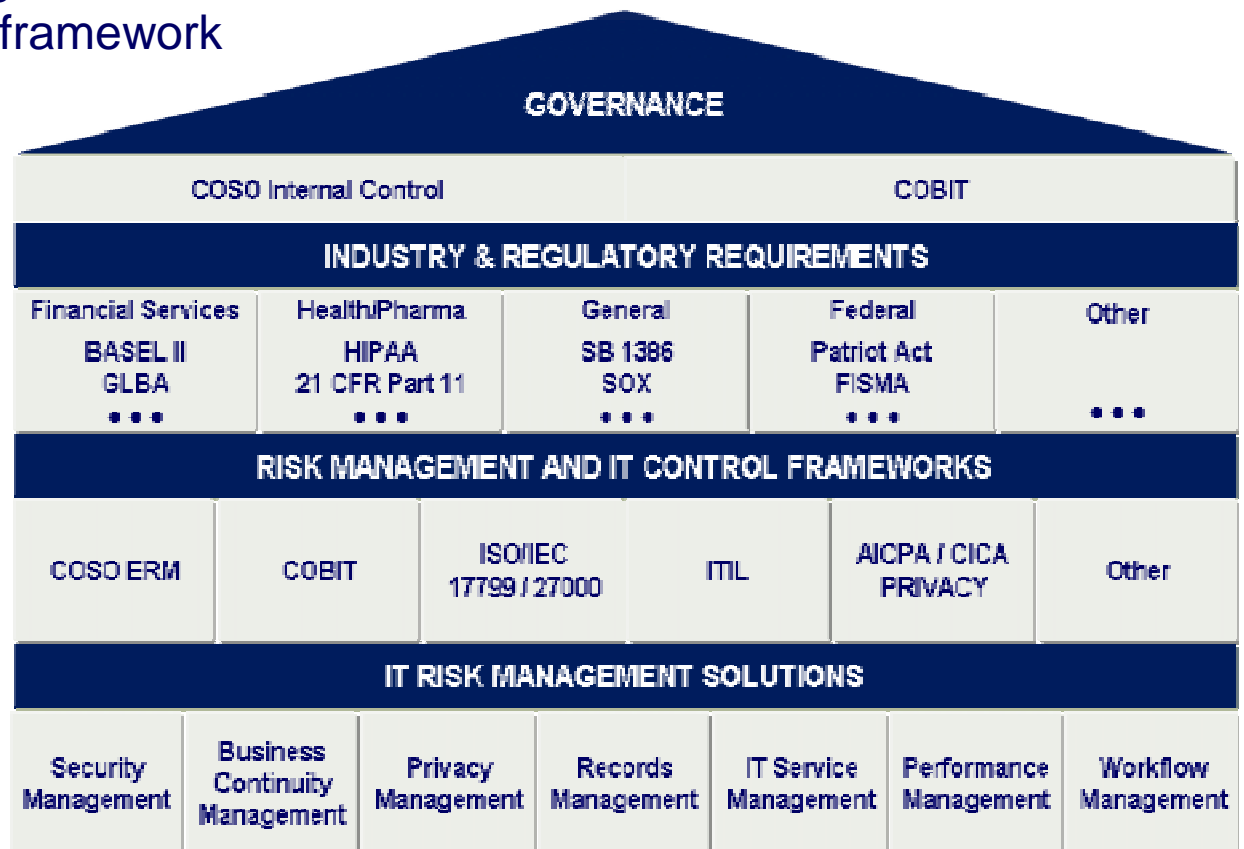 framework
GOVERNANCE
COSO Internal Control
COBIT
INDUSTRY & REGULATORY REQUIREMENTS
Financial Services
BASEL II
GLBA
• • •
Health/Pharma
HIPAA
21 CFR Part 11
• • •
General
SB 1386
SOX
• • •
Federal
Patriot Act
FISMA
• • •
Other
• • •
RISK MANAGEMENT AND IT CONTROL FRAMEWORKS
COSO ERM
COBIT
ISO/IEC
17799 / 27000
ITIL
AICPA / CICA
PRIVACY
Other
IT RISK MANAGEMENT SOLUTIONS
Security
Management
Business
Continuity
Management
Privacy
Management
Records
Management
IT Service
Management
Performance
Management
Workflow
Management